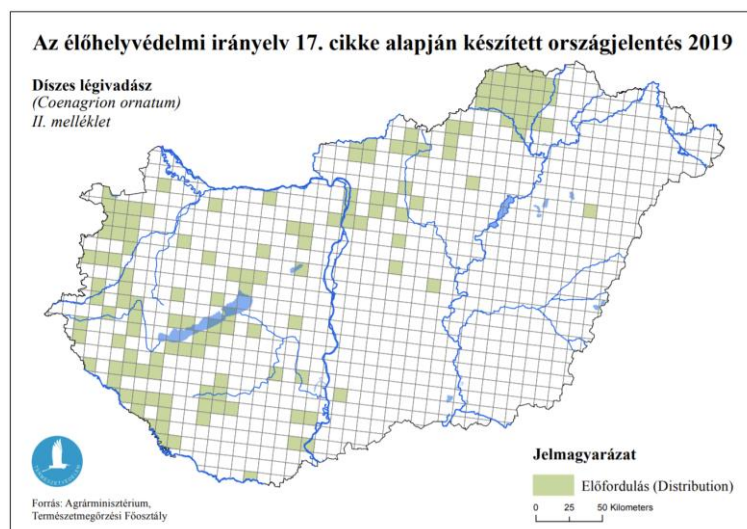 Az élőhelyvédelmi irányelv 17. cikke alapján készített országjelentés 2019
Díszes légivadász
(Coenagrion ornatum)
II. melléklet
TERMÉSZETVÉDELEM
Forrás: Agrárminisztérium,
Természetmegőrzési Főosztály
Jelmagyarázat
Előfordulás (Distribution)
0 25 50 Kilometers